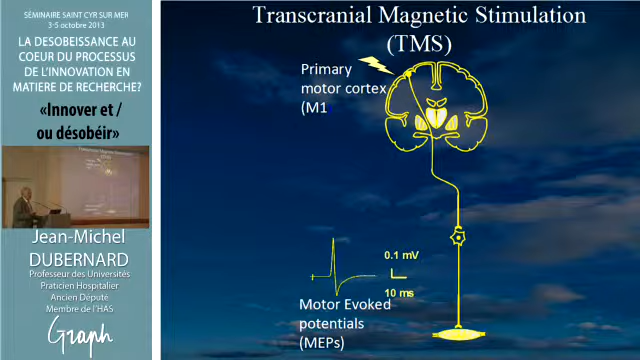 SÉMINAIRE SAINT CYR SUR MER
3-5 octobre 2013
LA DESOBEISSANCE AU
COEUR DU PROCESSUS
DE L'INNOVATION EN
MATIERE DE RECHERCHE?
«Innover et /
ou désobéir»
Jean-Michel
DUBERNARD
Professeur des Universités
Praticien Hospitalier
Ancien Député
Membre de l'HAS
Graph
Transcranial Magnetic Stimulation
(TMS)
Primary
motor cortex
(M1
0.1 mV
10 ms
Motor Evoked
potentials
(MEPs)